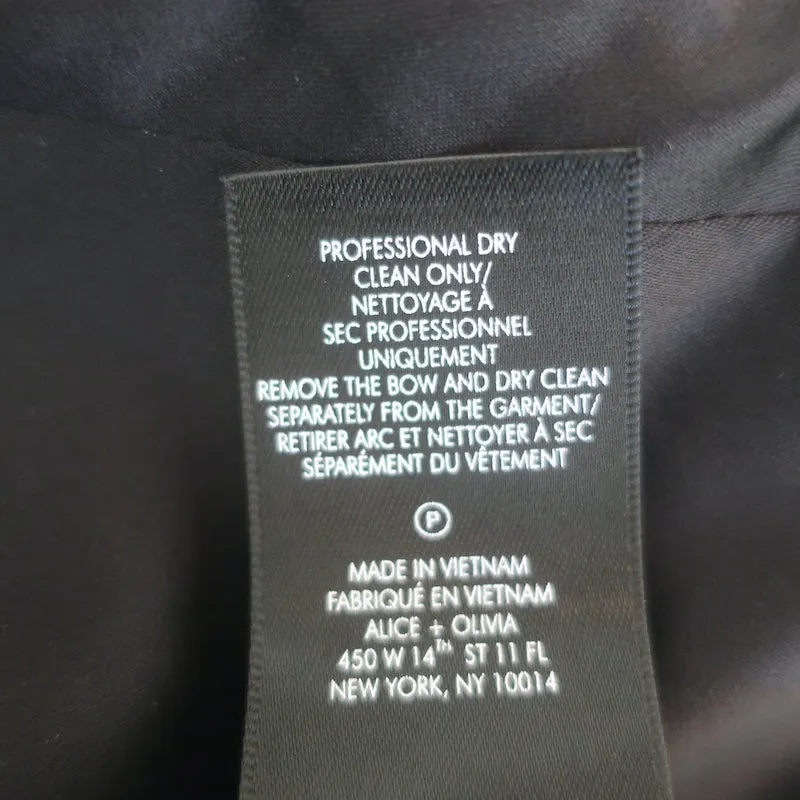 PROFESSIONAL DRY
CLEAN ONLY/
NETTOYAGE À
SEC PROFESSIONNEL
UNIQUEMENT
REMOVE THE BOW AND DRY CLEAN
SEPARATELY FROM THE GARMENT/
RETIRER ARC ET NETTOYER À SEC
SÉPARÉMENT DU VÊTEMENT
P
MADE IN VIETNAM
FABRIQUÉ EN VIETNAM
ALICE + OLIVIA
450 W 14TH ST 11 FL
NEW YORK, NY 10014